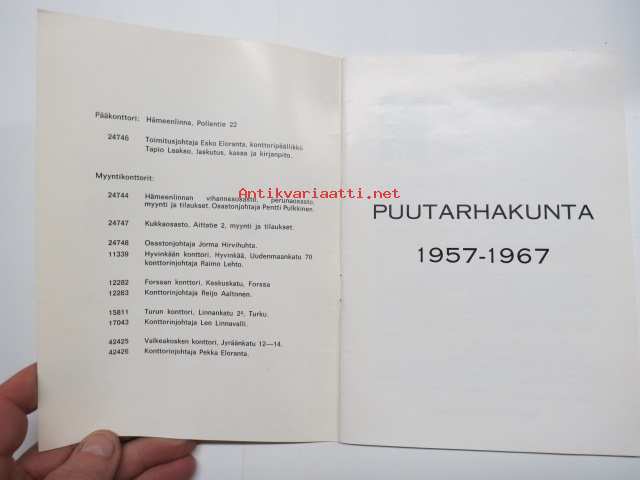 Pääkonttori: Hämeenlinna, Pollentie 22
24746 Toimitusjohtaja Esko Eloranta, konttoripäällikkö
Tapio Laakso, laskutus, kassa ja kirjanpito.
Myyntikonttorit:
24744 Hämeenlinnan vihannesosasto, perunaosasto,
myynti ja tilaukset. Osastonjohtaja Pentti Pulkkinen.
24747 Kukkaosasto, Aittatie 2, myynti ja tilaukset.
24748 Osastonjohtaja Jorma Hirvihuhta.
11339 Hyvinkään konttori, Hyvinkää, Uudenmaankatu 70
konttorinjohtaja Raimo Lehto.
12282 Forssan konttori, Keskuskatu, Forssa
12283 Konttorinjohtaja Reijo Aaltonen.
15811 Turun konttori, Linnankatu 2ª, Turku.
17043 Konttorinjohtaja Leo Linnavalli.
42425 Valkeakosken konttori, Jyräänkatu 12—14.
42426 Konttorinjohtaja Pekka Eloranta.
Antikvariaatti.net
PUUTARHAKUNTA
1957-1967